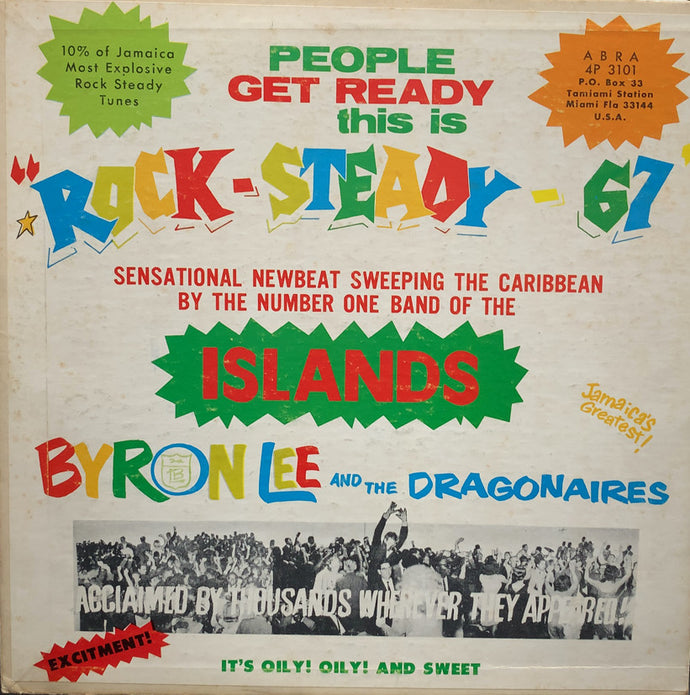 10% of Jamaica
Most Explosive
Rock Steady
Tunes
PEOPLE
GET READY
this is
ABRA
4P 3101
P.O. Box 33
Tamiami Station
Miami Fla 33144
U.S.A.
"ROCK-STEADY-67"
SENSATIONAL NEWBEAT SWEEPING THE CARIBBEAN
BY THE NUMBER ONE BAND OF THE
ISLANDS
Jamaica's
Greatest!
BYRON LEE AND THE DRAGONAIRES
ACCLAIMED BY THOUSANDS WHEREVER THEY APPEARED!
EXCITMENT!
IT'S OILY! OILY! AND SWEET